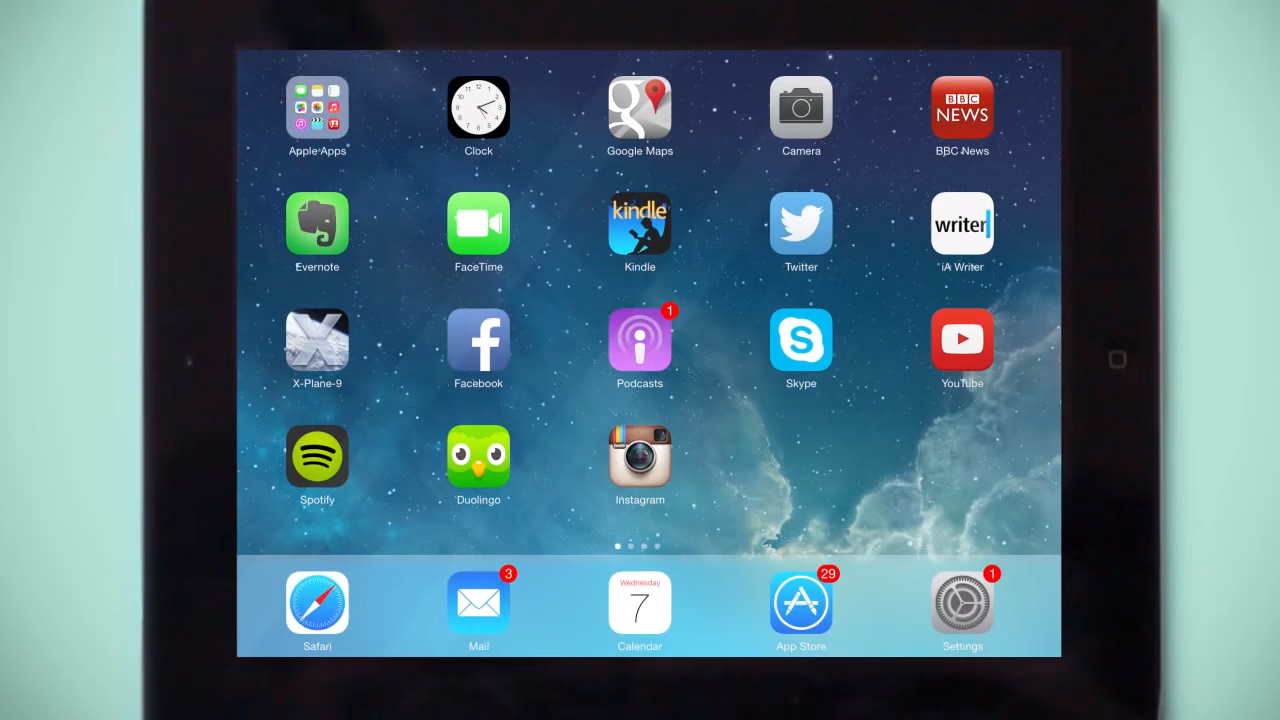 Apple Apps
Clock
Google Maps
Camera
BBC News
BBC
NEWS
Evernote
FaceTime
kindle
Kindle
Twitter
writer
iA Writer
X-Plane-9
Facebook
1
Podcasts
Skype
YouTube
Spotify
Duolingo
Instagram
Safari
3
Mail
Wednesday
7
Calendar
29
App Store
1
Settings